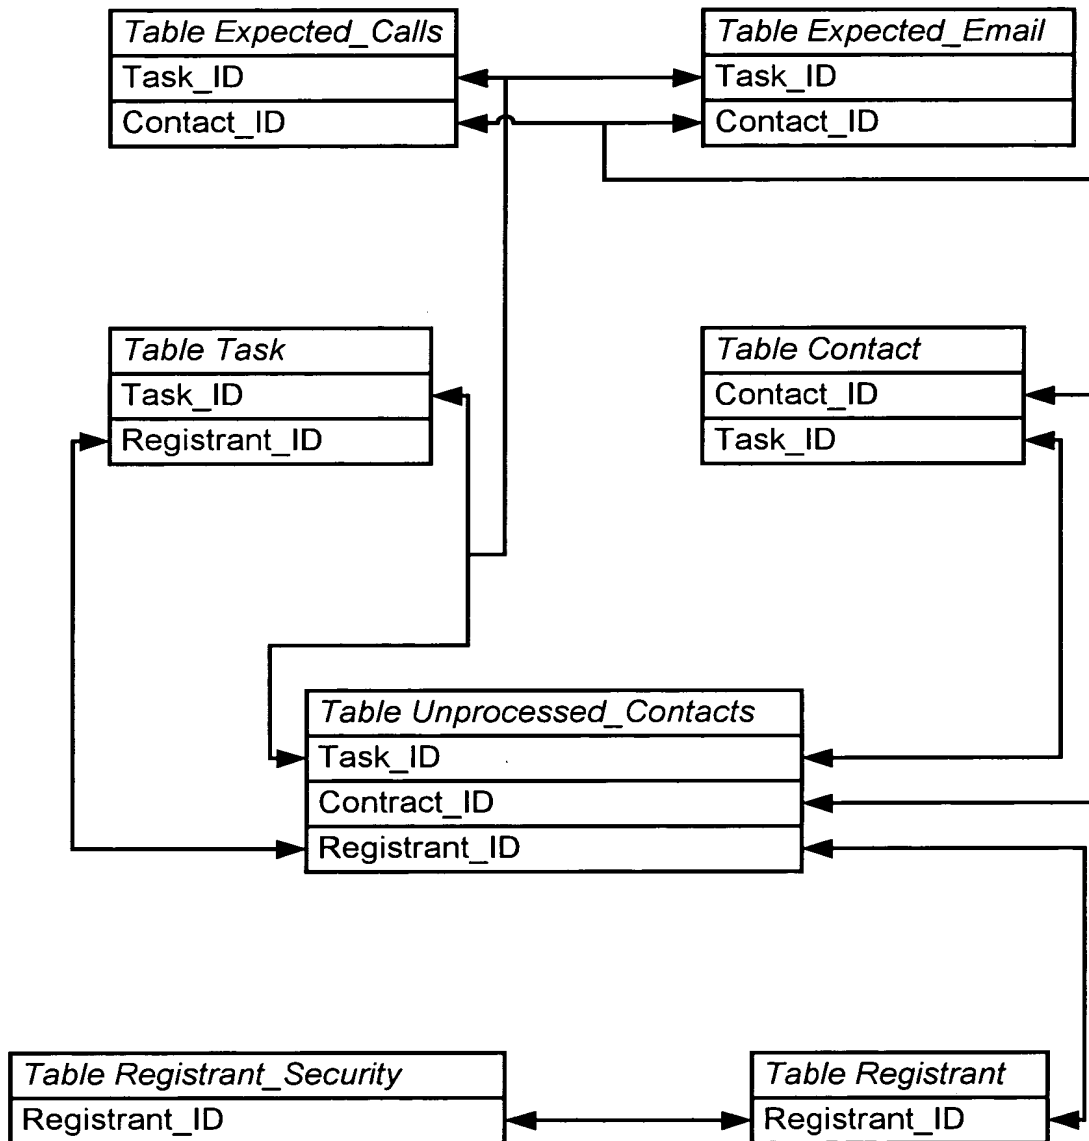 Table Expected_Calls
Task_ID
Contact_ID
Table Expected_Email
Task_ID
Contact_ID
Table Task
Task_ID
Registrant_ID
Table Contact
Contact_ID
Task_ID
Table Unprocessed_Contacts
Task_ID
Contract_ID
Registrant_ID
Table Registrant_Security
Registrant_ID
Table Registrant
Registrant_ID